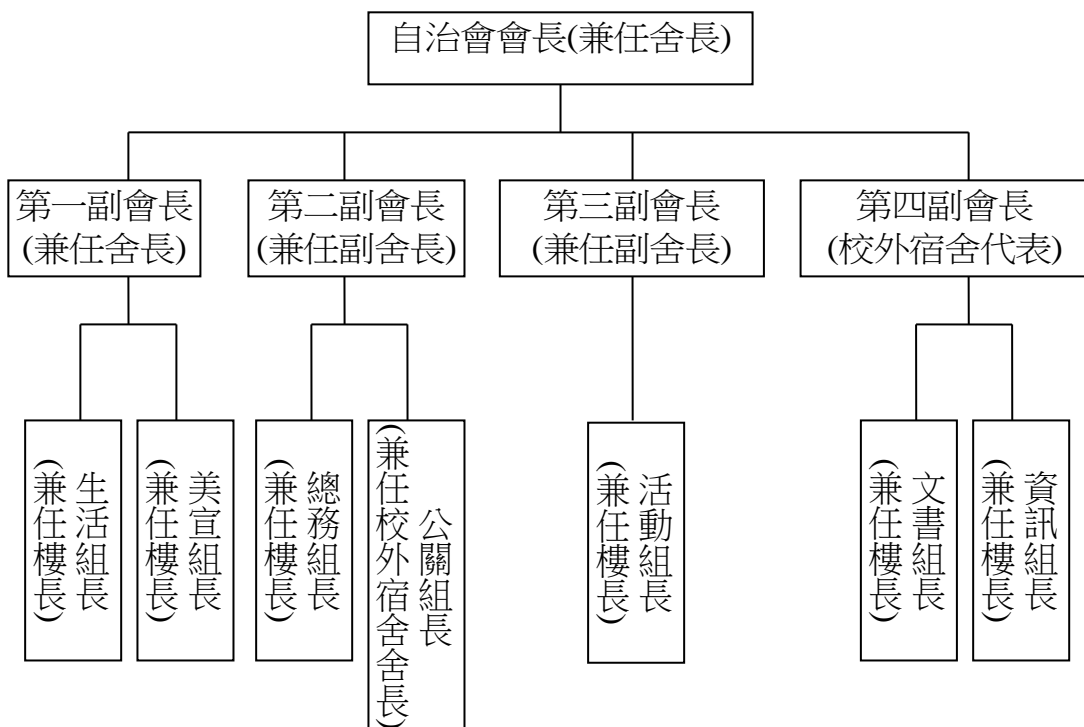 自治會會長(兼任舍長)
第一副會長
(兼任舍長)
第二副會長
(兼任副舍長)
第三副會長
(兼任副舍長)
第四副會長
(校外宿舍代表)
生活組長
(兼任樓長)
美宣組長
(兼任樓長)
總務組長
(兼任樓長)
公關組長
(兼任校外宿舍舍長)
活動組長
(兼任樓長)
文書組長
(兼任樓長)
資訊組長
(兼任樓長)